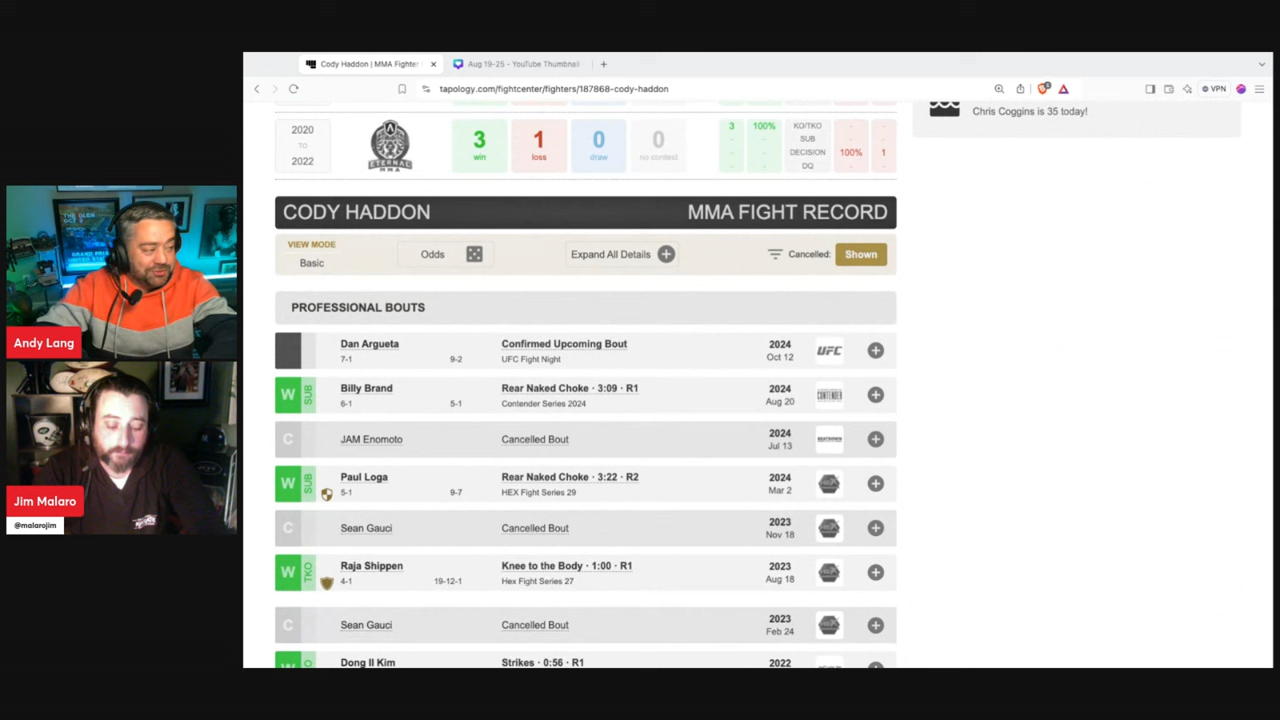 Cody Haddon | MMA Fighter
Aug 19-25 - YouTube Thumbnail
tapology.com/fightcenter/fighters/187868-cody-haddon
VPN
Chris Coggins is 35 today!
2020
TO
2022
ETERNAL
MMA
3
win
1
loss
0
draw
0
no contest
3 100% KO/TKO - -
- - SUB - -
- - DECISION 100% 1
- - DQ - -
CODY HADDON MMA FIGHT RECORD
VIEW MODE
Basic
Odds
Expand All Details
Cancelled: Shown
PROFESSIONAL BOUTS
Dan Argueta Confirmed Upcoming Bout 2024
7-1 9-2 UFC Fight Night Oct 12
UFC
W SUB Billy Brand Rear Naked Choke · 3:09 · R1 2024
6-1 5-1 Contender Series 2024 Aug 20
CONTENDER
C JAM Enomoto Cancelled Bout 2024
Jul 13
W SUB Paul Loga Rear Naked Choke · 3:22 · R2 2024
5-1 9-7 HEX Fight Series 29 Mar 2
C Sean Gauci Cancelled Bout 2023
Nov 18
W TKO Raja Shippen Knee to the Body · 1:00 · R1 2023
4-1 19-12-1 Hex Fight Series 27 Aug 18
C Sean Gauci Cancelled Bout 2023
Feb 24
Dong Il Kim Strikes · 0:56 · R1 2022
THE GLEN
OCT 2
GRAND PRIX
UNITED STATES
Andy Lang
Jim Malaro
@malarojim